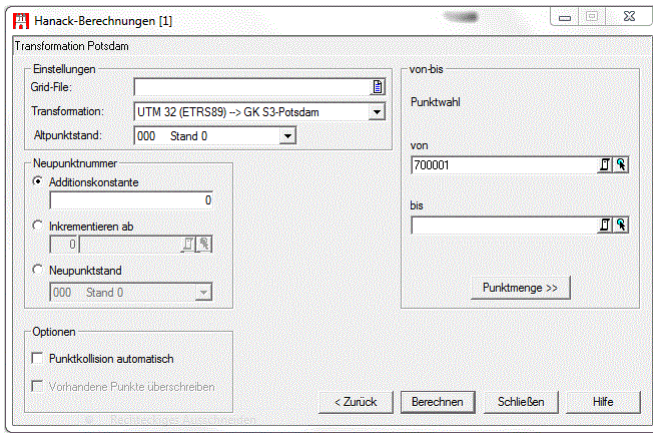 Hanack-Berechnungen [1]
Transformation Potsdam
Einstellungen
Grid-File:
Transformation: UTM 32 (ETRS89) --> GK S3-Potsdam
Altpunktstand: 000 Stand 0
Neupunktnummer
Additionskonstante
0
Inkrementieren ab
0
Neupunktstand
000 Stand 0
Optionen
Punktkollision automatisch
Vorhandene Punkte überschreiben
von-bis
Punktwahl
von
700001
bis
Punktmenge >>
< Zurück Berechnen Schließen Hilfe
Rechteckiges Ausschneiden